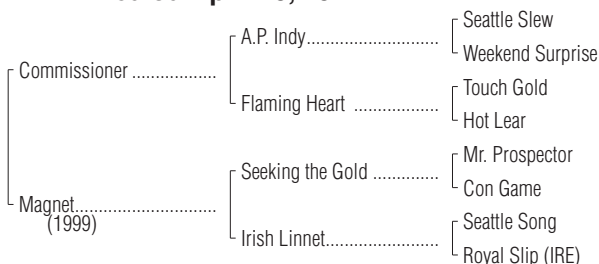 Seattle Slew
A.P. Indy
Weekend Surprise
Commissioner
Touch Gold
Flaming Heart
Hot Lear
Mr. Prospector
Seeking the Gold
Con Game
Magnet
(1999)
Seattle Song
Irish Linnet
Royal Slip (IRE)